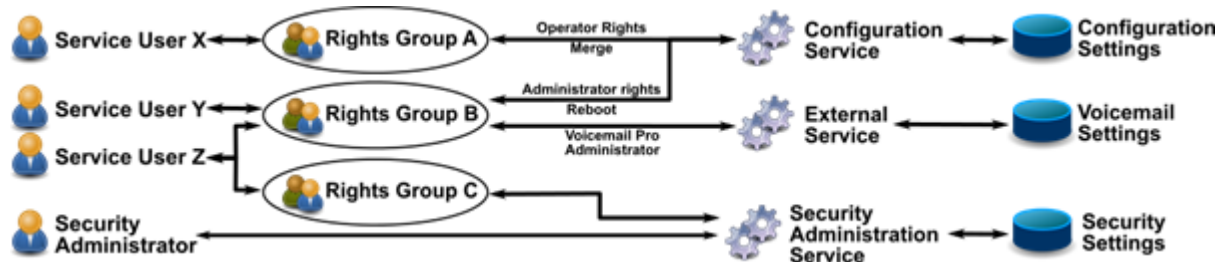 Service User X
Rights Group A
Operator Rights
Merge
Configuration
Service
Configuration
Settings
Service User Y
Rights Group B
Administrator rights
Reboot
Voicemail Pro
Administrator
External
Service
Voicemail
Settings
Service User Z
Rights Group C
Security
Administrator
Security
Administration
Service
Security
Settings